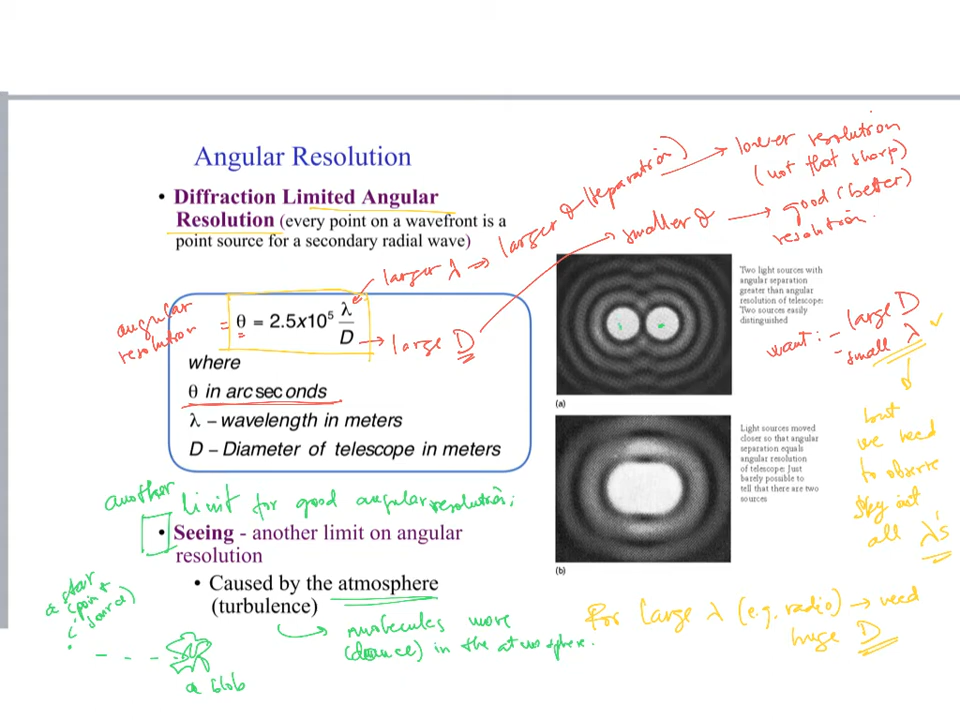 Angular Resolution
• Diffraction Limited Angular
Resolution (every point on a wavefront is a
point source for a secondary radial wave)
larger λ ⇒ larger θ (separation) → lower resolution
(not that sharp)
smaller θ → good (better)
resolution.
angular
resolution
= θ = 2.5x10⁵ λ/D
→ large D
where
θ in arcseconds
λ – wavelength in meters
D – Diameter of telescope in meters
Two light sources with
angular separation
greater than angular
resolution of telescope:
Two sources easily
distinguished
(a)
want: - large D
- small λ ✓
but
we need
to observe
sky at
all λ's
Light sources moved
closer so that angular
separation equals
angular resolution
of telescope: Just
barely possible to
tell that there are two
sources
(b)
another limit for good angular resolution;
• Seeing - another limit on angular
resolution
• Caused by the atmosphere
(turbulence)
molecules move
(dance) in the atmosphere.
a star
(point
source)
a blob
For large λ (e.g. radio) → need
huge D